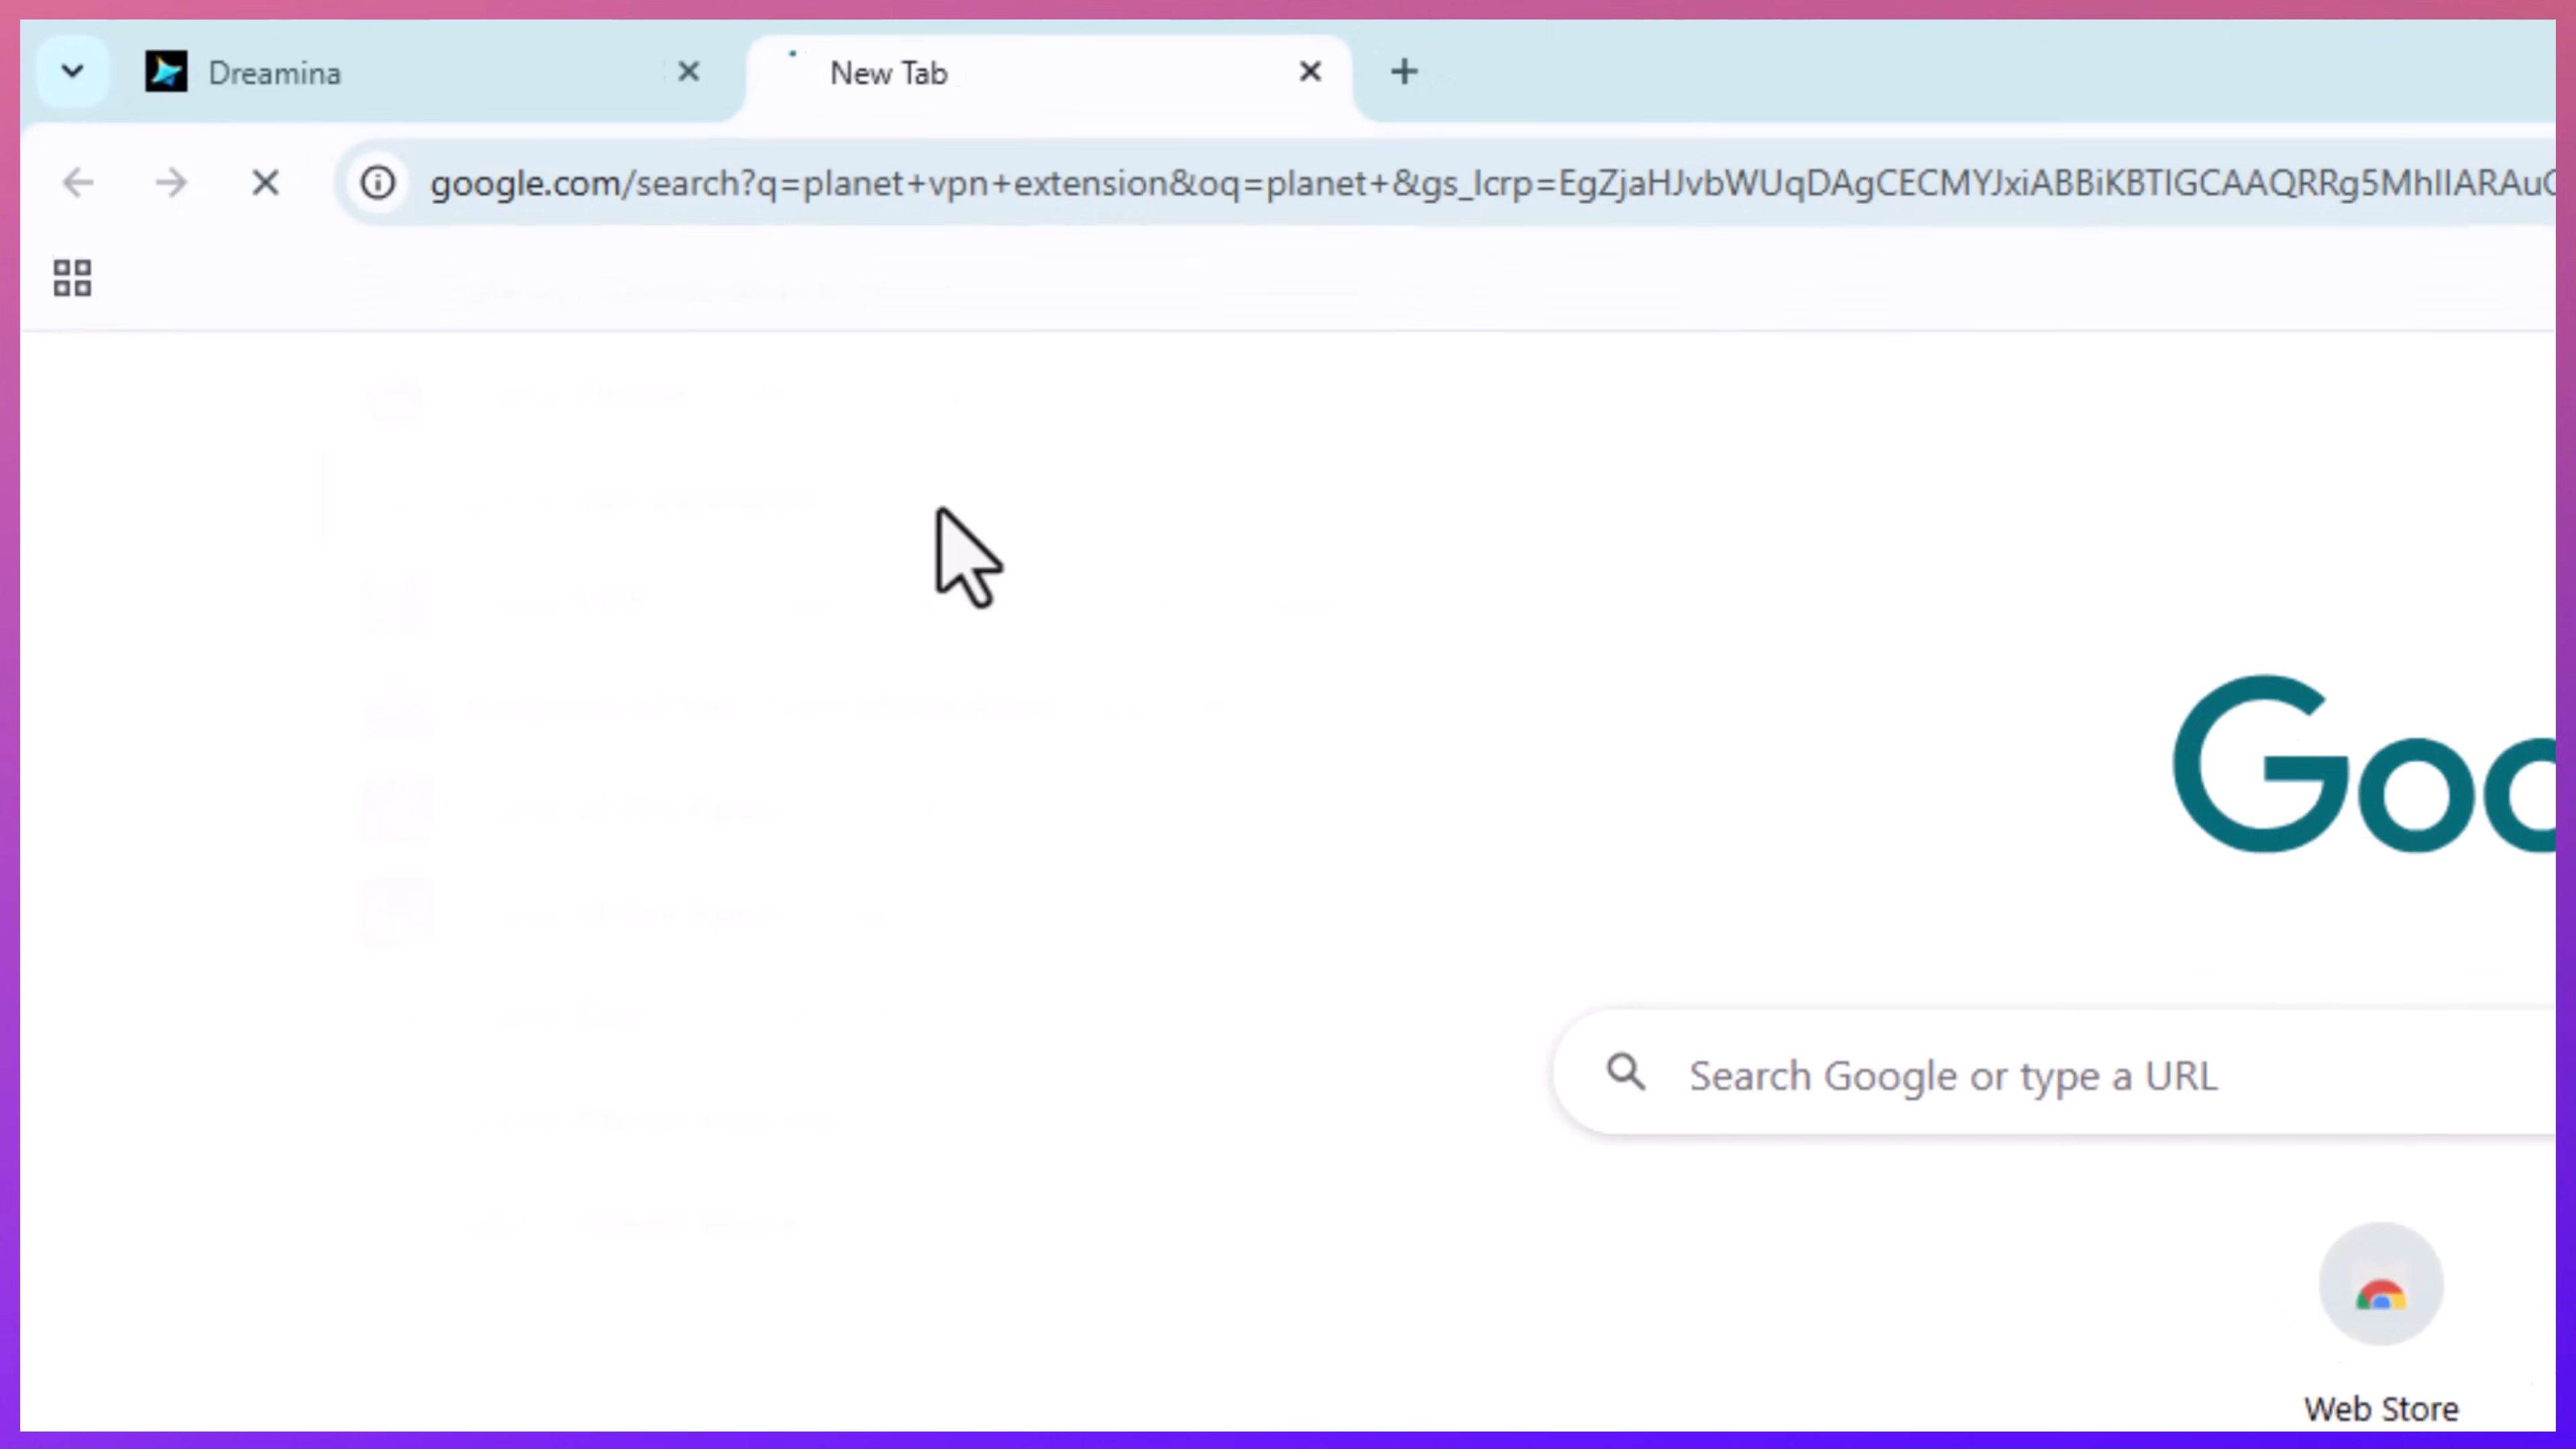 Dreamina
New Tab
google.com/search?q=planet+vpn+extension&oq=planet+&gs_lcrp=EgZjaHJvbWUqDAgCECMYJxiABBiKBTIGCAAQRRg5MhIIARAuC
Goo
Search Google or type a URL
Web Store